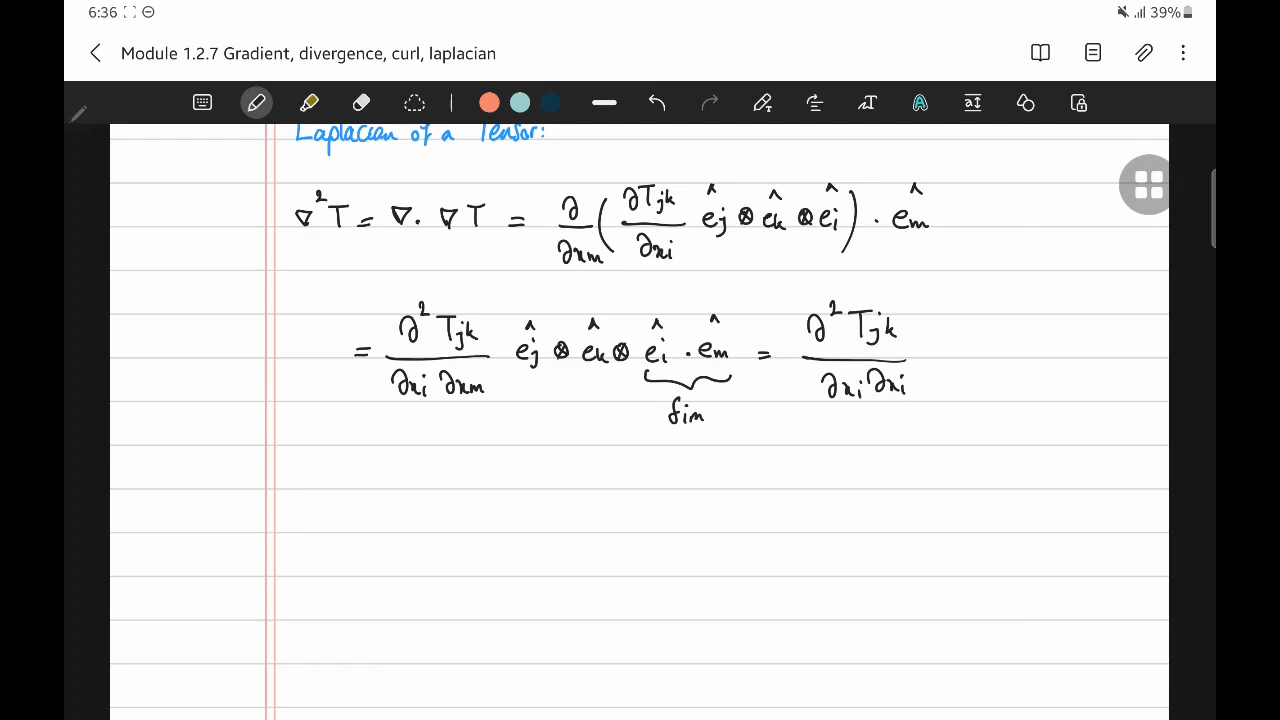 6:36 39%
Module 1.2.7 Gradient, divergence, curl, laplacian
Laplacian of a Tensor:
∇²T = ∇· ∇T = ∂/∂xm (∂Tjk/∂xi êj ⊗ êk ⊗ êi) · êm
= ∂²Tjk/∂xi ∂xm êj ⊗ êk ⊗ êi · êm = ∂²Tjk/∂xi ∂xi
δim